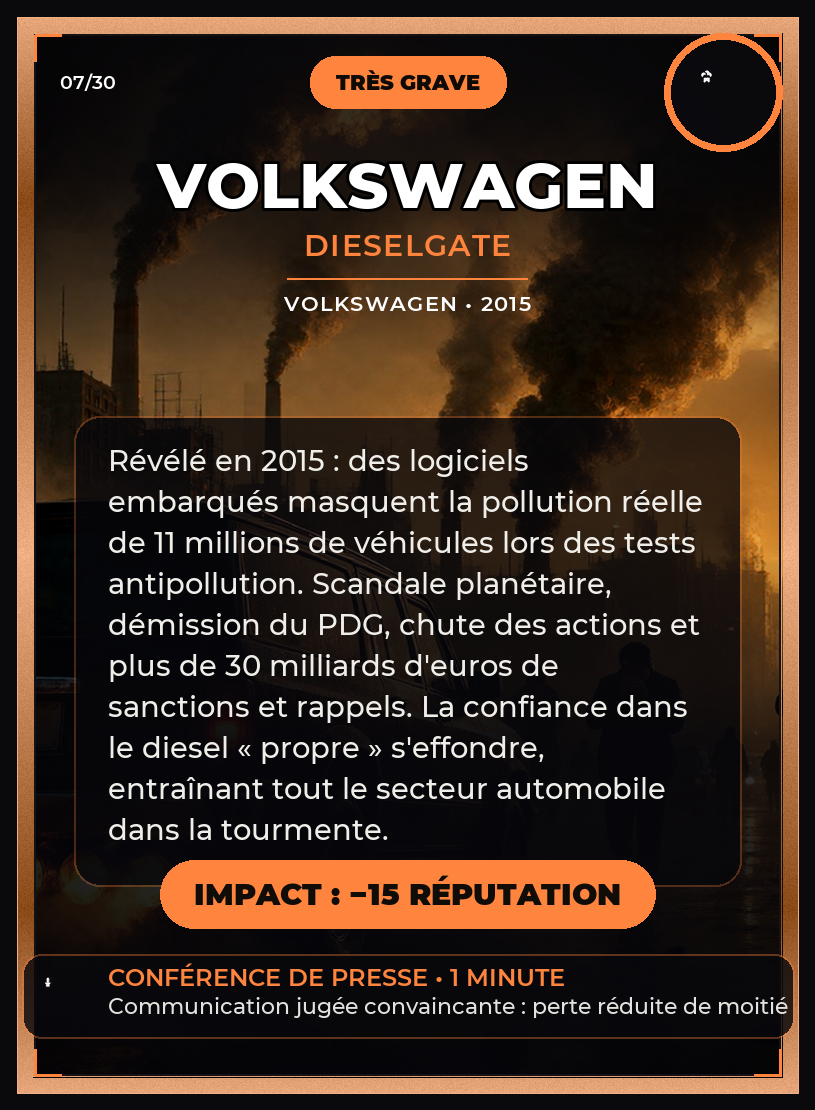 07/30
TRÈS GRAVE
VOLKSWAGEN
DIESELGATE
VOLKSWAGEN • 2015
Révélé en 2015 : des logiciels
embarqués masquent la pollution réelle
de 11 millions de véhicules lors des tests
antipollution. Scandale planétaire,
démission du PDG, chute des actions et
plus de 30 milliards d'euros de
sanctions et rappels. La confiance dans
le diesel « propre » s'effondre,
entraînant tout le secteur automobile
dans la tourmente.
IMPACT : −15 RÉPUTATION
CONFÉRENCE DE PRESSE • 1 MINUTE
Communication jugée convaincante : perte réduite de moitié